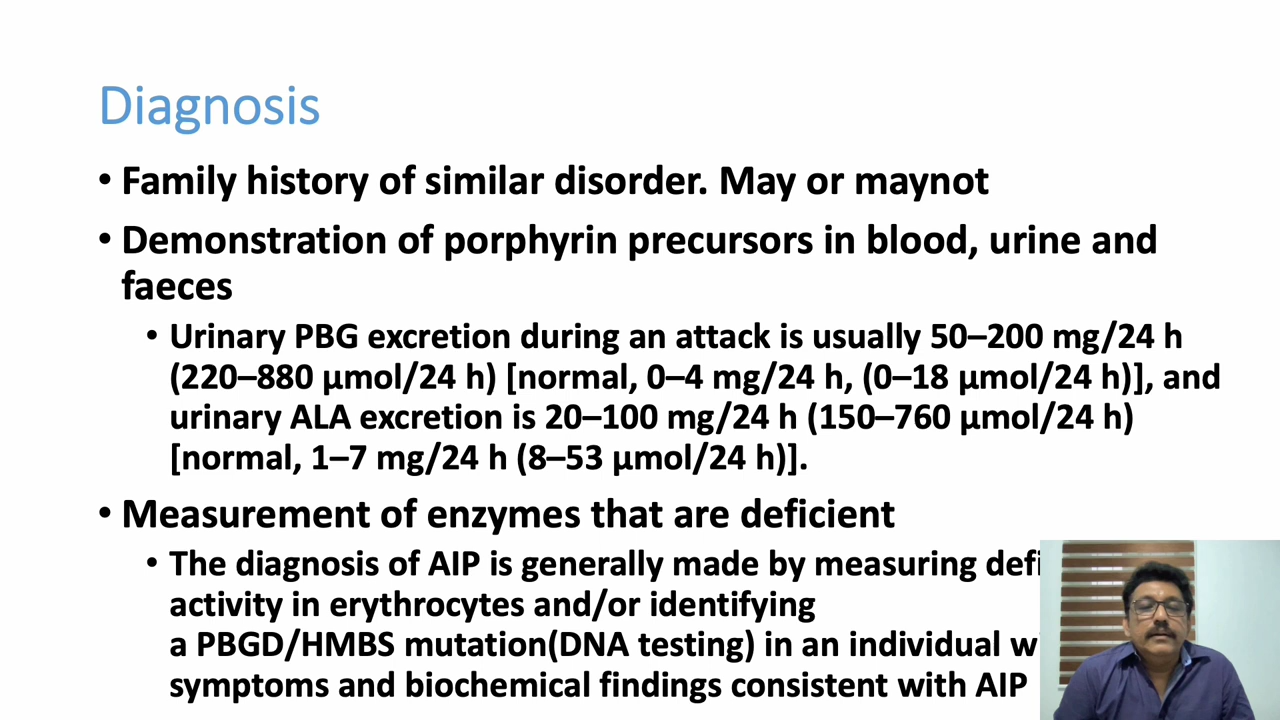 Diagnosis
• Family history of similar disorder. May or maynot
• Demonstration of porphyrin precursors in blood, urine and
faeces
• Urinary PBG excretion during an attack is usually 50–200 mg/24 h
(220–880 μmol/24 h) [normal, 0–4 mg/24 h, (0–18 μmol/24 h)], and
urinary ALA excretion is 20–100 mg/24 h (150–760 μmol/24 h)
[normal, 1–7 mg/24 h (8–53 μmol/24 h)].
• Measurement of enzymes that are deficient
• The diagnosis of AIP is generally made by measuring
activity in erythrocytes and/or identifying
a PBGD/HMBS mutation(DNA testing) in an individual
symptoms and biochemical findings consistent with AIP